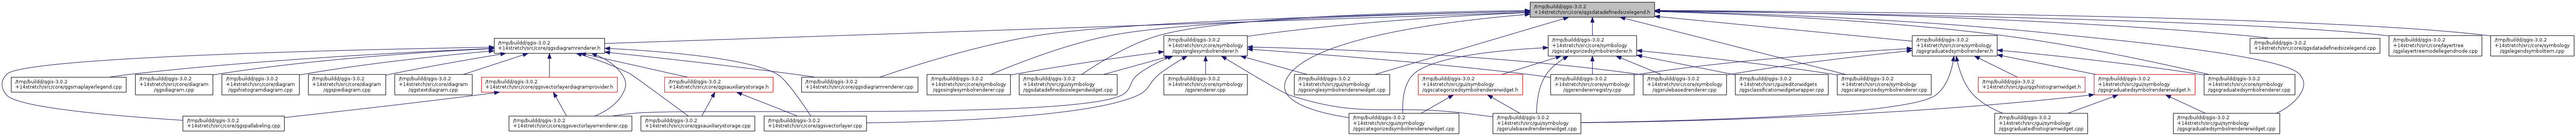 /tmp/buildd/qgis-3.0.2
+14stretch/src/core/qgsdatadefinedsizelegend.h
/tmp/buildd/qgis-3.0.2
+14stretch/src/core/qgsdiagramrenderer.h
/tmp/buildd/qgis-3.0.2
+14stretch/src/core/symbology
/qgssinglesymbolrenderer.h
/tmp/buildd/qgis-3.0.2
+14stretch/src/core/symbology
/qgscategorizedsymbolrenderer.h
/tmp/buildd/qgis-3.0.2
+14stretch/src/core/symbology
/qgsgraduatedsymbolrenderer.h
/tmp/buildd/qgis-3.0.2
+14stretch/src/core/qgsdatadefinedsizelegend.cpp
/tmp/buildd/qgis-3.0.2
+14stretch/src/core/layertree
/qgslayertreemodellegendnode.cpp
/tmp/buildd/qgis-3.0.2
+14stretch/src/core/symbology
/qgslegendsymbolitem.cpp
/tmp/buildd/qgis-3.0.2
+14stretch/src/core/qgsmaplayerlegend.cpp
/tmp/buildd/qgis-3.0.2
+14stretch/src/core/diagram
/qgsdiagram.cpp
/tmp/buildd/qgis-3.0.2
+14stretch/src/core/diagram
/qgshistogramdiagram.cpp
/tmp/buildd/qgis-3.0.2
+14stretch/src/core/diagram
/qgspiediagram.cpp
/tmp/buildd/qgis-3.0.2
+14stretch/src/core/diagram
/qgstextdiagram.cpp
/tmp/buildd/qgis-3.0.2
+14stretch/src/core/qgsvectorlayerdiagramprovider.h
/tmp/buildd/qgis-3.0.2
+14stretch/src/core/qgsauxiliarystorage.h
/tmp/buildd/qgis-3.0.2
+14stretch/src/core/qgsdiagramrenderer.cpp
/tmp/buildd/qgis-3.0.2
+14stretch/src/core/symbology
/qgssinglesymbolrenderer.cpp
/tmp/buildd/qgis-3.0.2
+14stretch/src/gui/symbology
/qgsdatadefinedsizelegendwidget.cpp
/tmp/buildd/qgis-3.0.2
+14stretch/src/core/symbology
/qgsrenderer.cpp
/tmp/buildd/qgis-3.0.2
+14stretch/src/gui/symbology
/qgssinglesymbolrendererwidget.cpp
/tmp/buildd/qgis-3.0.2
+14stretch/src/gui/symbology
/qgscategorizedsymbolrendererwidget.h
/tmp/buildd/qgis-3.0.2
+14stretch/src/core/symbology
/qgsrendererregistry.cpp
/tmp/buildd/qgis-3.0.2
+14stretch/src/core/symbology
/qgsrulebasedrenderer.cpp
/tmp/buildd/qgis-3.0.2
+14stretch/src/gui/editorwidgets
/qgsclassificationwidgetwrapper.cpp
/tmp/buildd/qgis-3.0.2
+14stretch/src/core/symbology
/qgscategorizedsymbolrenderer.cpp
/tmp/buildd/qgis-3.0.2
+14stretch/src/gui/qgshistogramwidget.h
/tmp/buildd/qgis-3.0.2
+14stretch/src/gui/symbology
/qgsgraduatedsymbolrendererwidget.h
/tmp/buildd/qgis-3.0.2
+14stretch/src/core/symbology
/qgsgraduatedsymbolrenderer.cpp
/tmp/buildd/qgis-3.0.2
+14stretch/src/core/qgspallabeling.cpp
/tmp/buildd/qgis-3.0.2
+14stretch/src/core/qgsvectorlayerrenderer.cpp
/tmp/buildd/qgis-3.0.2
+14stretch/src/core/qgsauxiliarystorage.cpp
/tmp/buildd/qgis-3.0.2
+14stretch/src/core/qgsvectorlayer.cpp
/tmp/buildd/qgis-3.0.2
+14stretch/src/gui/symbology
/qgscategorizedsymbolrendererwidget.cpp
/tmp/buildd/qgis-3.0.2
+14stretch/src/gui/symbology
/qgsrulebasedrendererwidget.cpp
/tmp/buildd/qgis-3.0.2
+14stretch/src/gui/symbology
/qgsgraduatedhistogramwidget.cpp
/tmp/buildd/qgis-3.0.2
+14stretch/src/gui/symbology
/qgsgraduatedsymbolrendererwidget.cpp